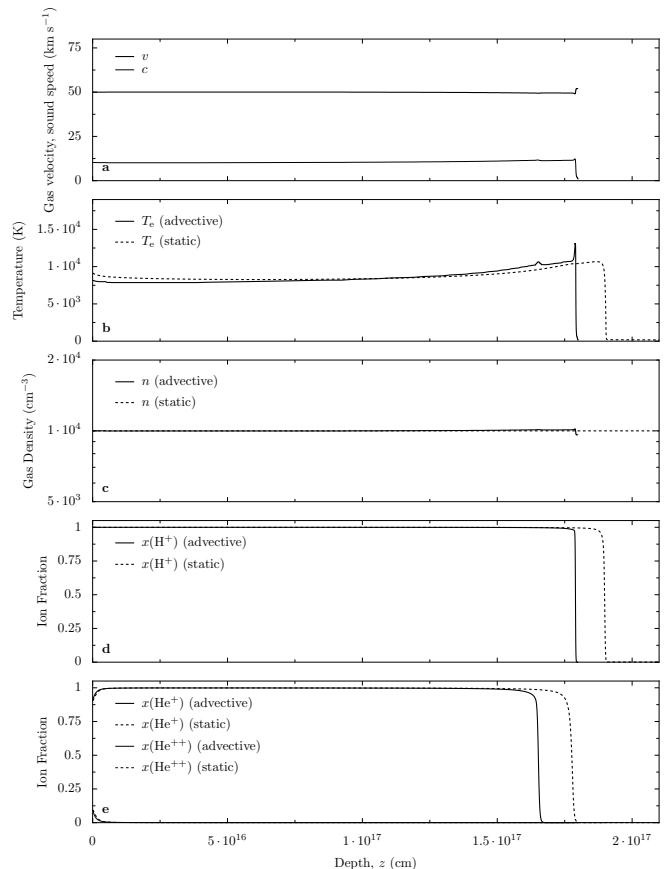 Gas velocity, sound speed (km s⁻¹)
75
50
25
0
v
c
a
Temperature (K)
1.5·10⁴
1·10⁴
5·10³
0
Tₑ (advective)
Tₑ (static)
b
Gas Density (cm⁻³)
2·10⁴
1·10⁴
5·10³
n (advective)
n (static)
c
Ion Fraction
1
0.75
0.5
0.25
0
x(H⁺) (advective)
x(H⁺) (static)
d
Ion Fraction
1
0.75
0.5
0.25
0
x(He⁺) (advective)
x(He⁺) (static)
x(He⁺⁺) (advective)
x(He⁺⁺) (static)
e
0 5·10¹⁶ 1·10¹⁷ 1.5·10¹⁷ 2·10¹⁷
Depth, z (cm)